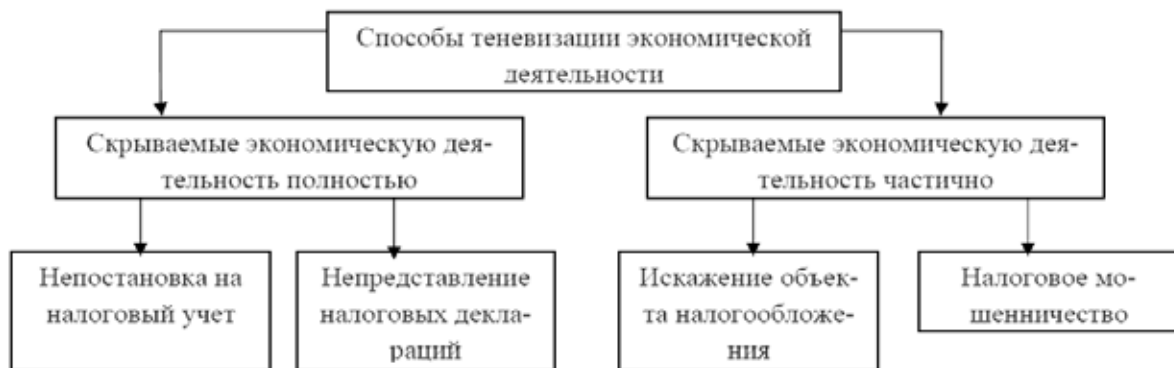 Способы теневизации экономической
деятельности
Скрываемые экономическую дея-
тельность полностью
Скрываемые экономическую дея-
тельность частично
Непостановка на
налоговый учет
Непредставление
налоговых декла-
раций
Искажение объек-
та налогообложе-
ния
Налоговое мо-
шенничество